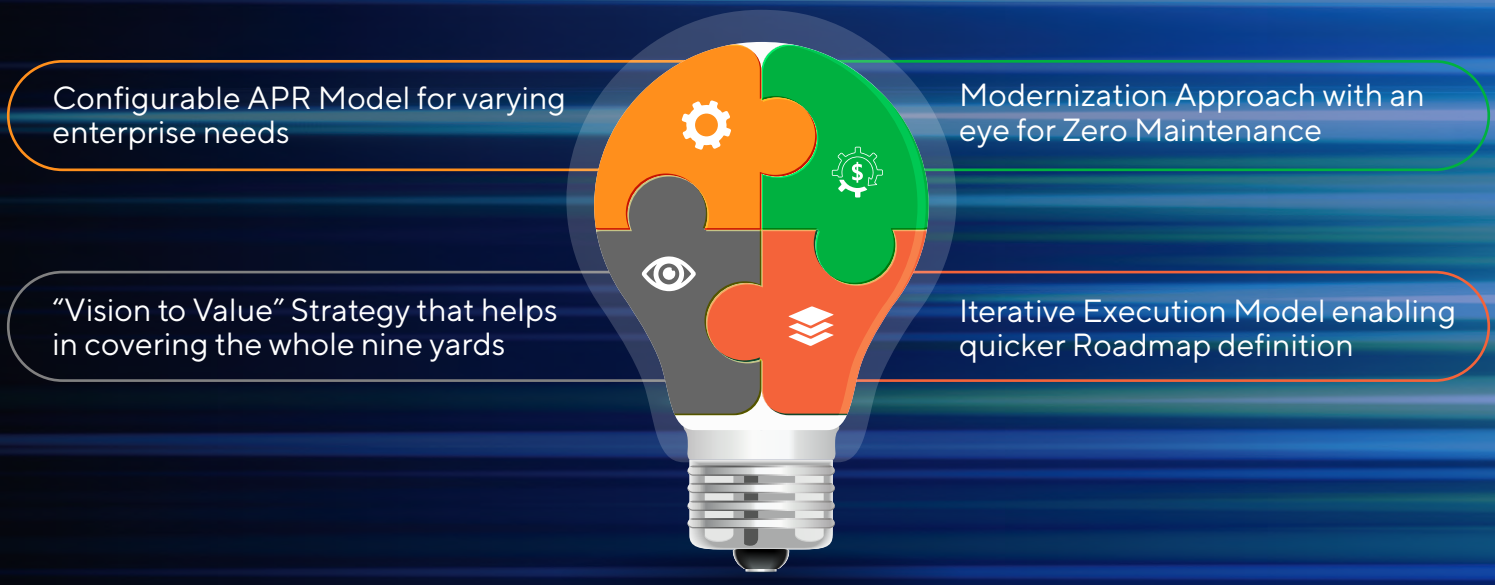 Configurable APR Model for varying
enterprise needs
Modernization Approach with an
eye for Zero Maintenance
“Vision to Value” Strategy that helps
in covering the whole nine yards
Iterative Execution Model enabling
quicker Roadmap definition
$